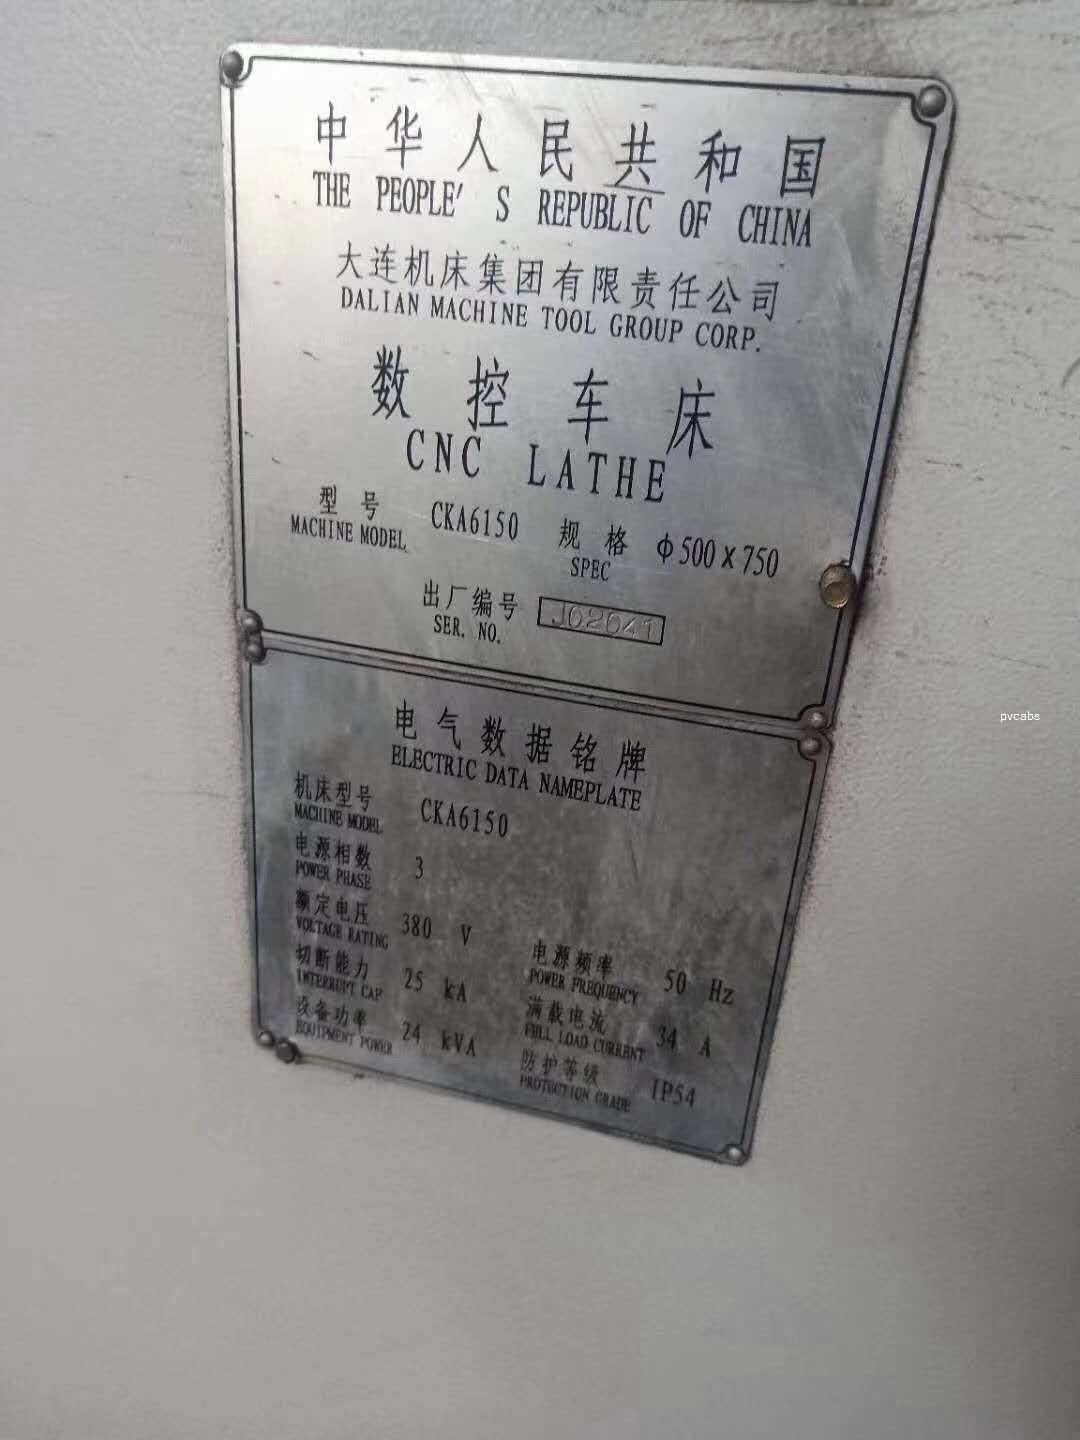 中华人民共和国
THE PEOPLE'S REPUBLIC OF CHINA
大连机床集团有限责任公司
DALIAN MACHINE TOOL GROUP CORP.
数控车床
CNC LATHE
型号 CKA6150 规格 φ500×750
MACHINE MODEL SPEC
出厂编号 J62641
SER. NO.
电气数据铭牌
ELECTRIC DATA NAMEPLATE
机床型号 CKA6150
MACHINE MODEL
电源相数 3
POWER PHASE
额定电压 380 V 电源频率 50 Hz
VOLTAGE RATING POWER FREQUENCY
切断能力 25 kA 满载电流 34 A
INTERRUPT CAP FULL LOAD CURRENT
设备功率 24 kVA 防护等级 IP54
EQUIPMENT POWER PROTECTION GRADE
pvcabs